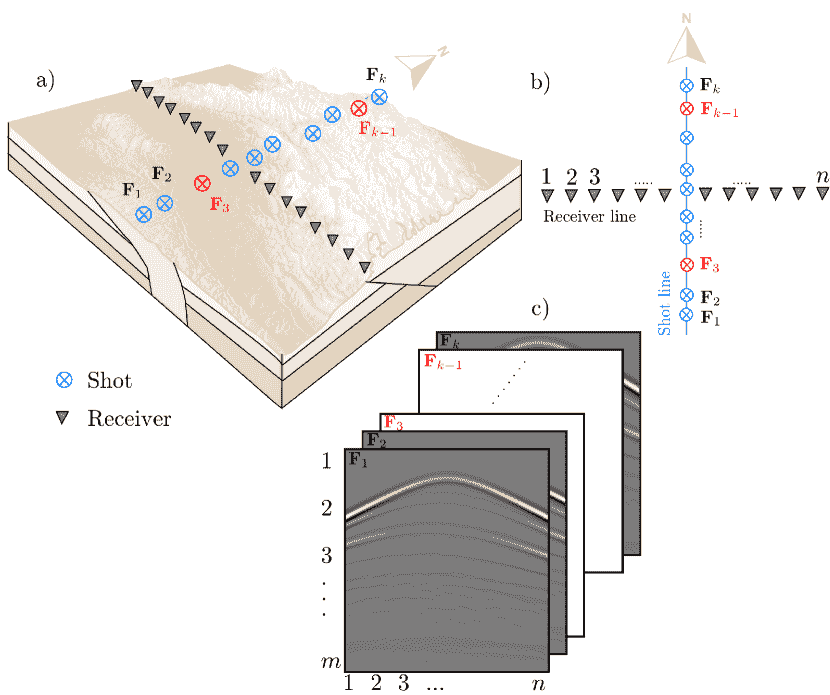 a)
N
F_k
F_{k−1}
F_2
F_1
F_3
Shot
Receiver
b)
N
F_k
F_{k−1}
1 2 3 ..... ..... n
Receiver line
.....
F_3
Shot line
F_2
F_1
c)
F_k
F_{k−1}
........
F_3
F_2
F_1
1
2
3
.
.
.
m
1 2 3 ... n